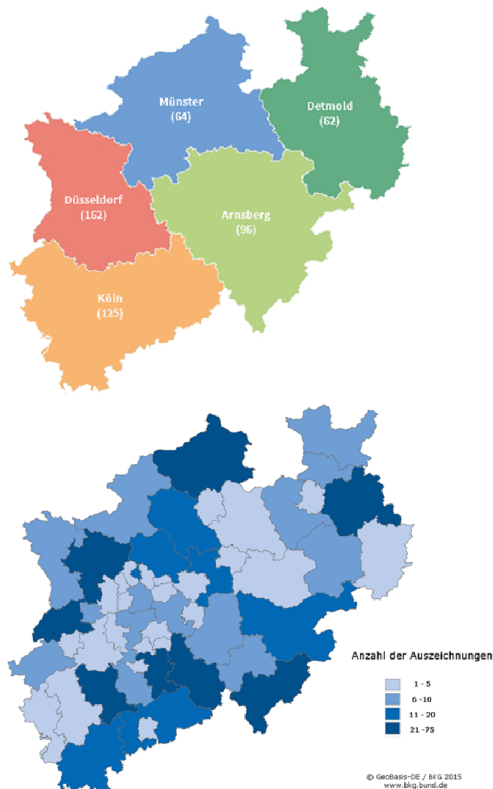 Münster
(64)
Detmold
(62)
Düsseldorf
(162)
Arnsberg
(96)
Köln
(125)
Anzahl der Auszeichnungen
1 - 5
6 -10
11 - 20
21 -75
© GeoBasis-DE / BKG 2015
www.bkg.bund.de